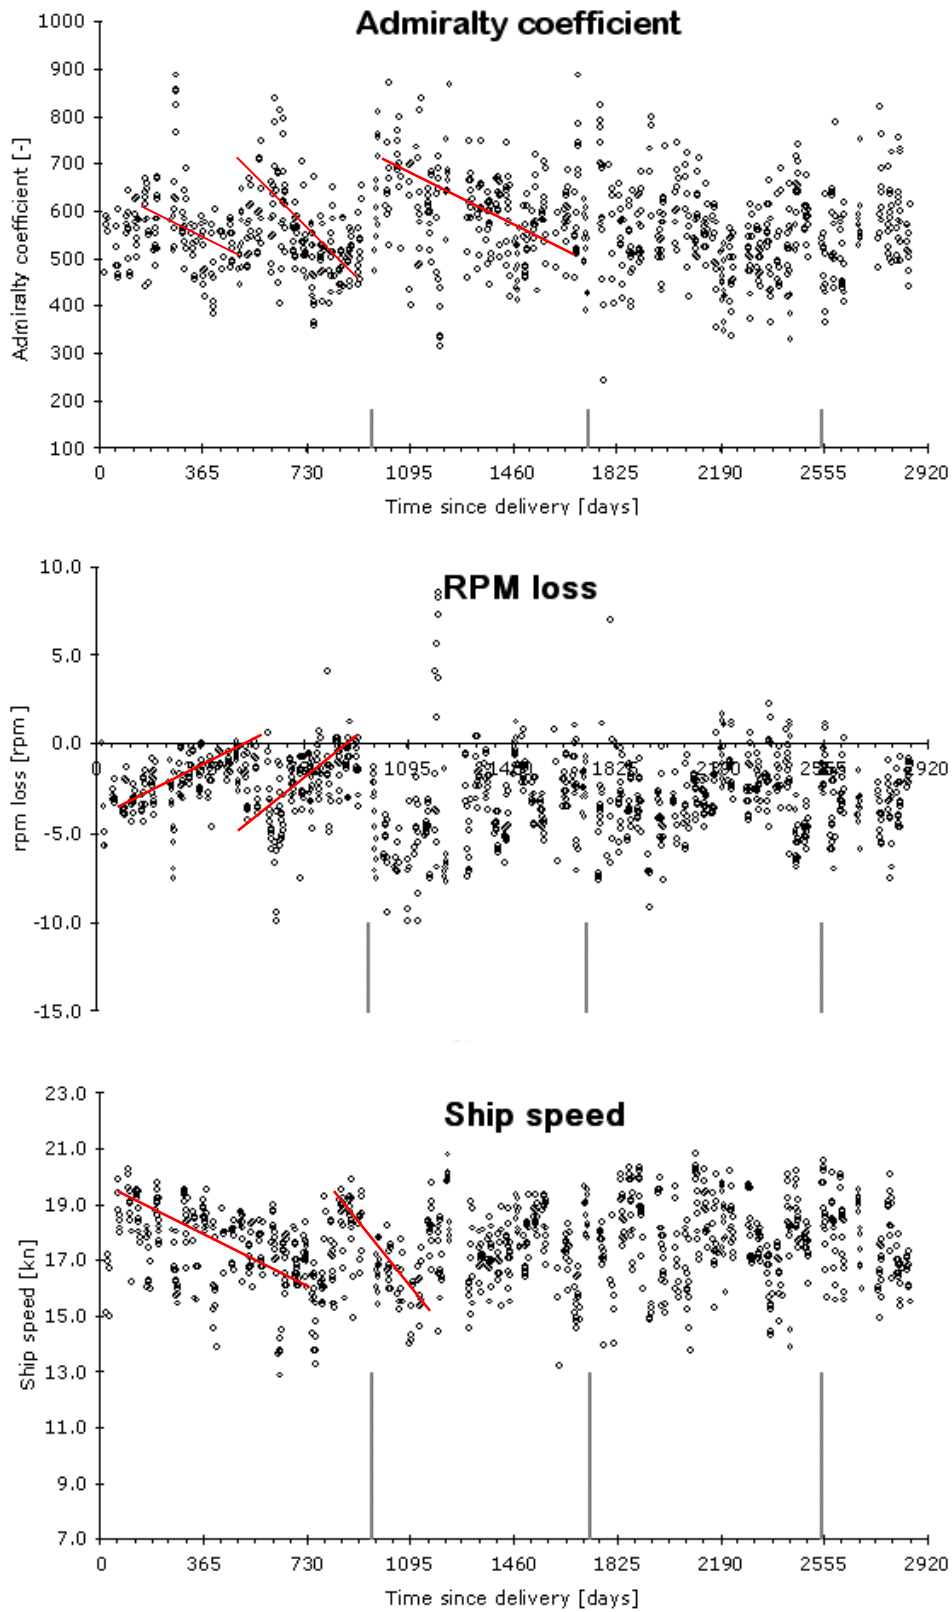 Admiralty coefficient
1000
900
800
700
600
500
400
300
200
100
Admiralty coefficient [-]
0 365 730 1095 1460 1825 2190 2555 2920
Time since delivery [days]
RPM loss
10.0
5.0
0.0
-5.0
-10.0
-15.0
rpm loss [rpm]
0 1095 1460 1825 2190 2555 2920
Ship speed
23.0
21.0
19.0
17.0
15.0
13.0
11.0
9.0
7.0
Ship speed [kn]
0 365 730 1095 1460 1825 2190 2555 2920
Time since delivery [days]